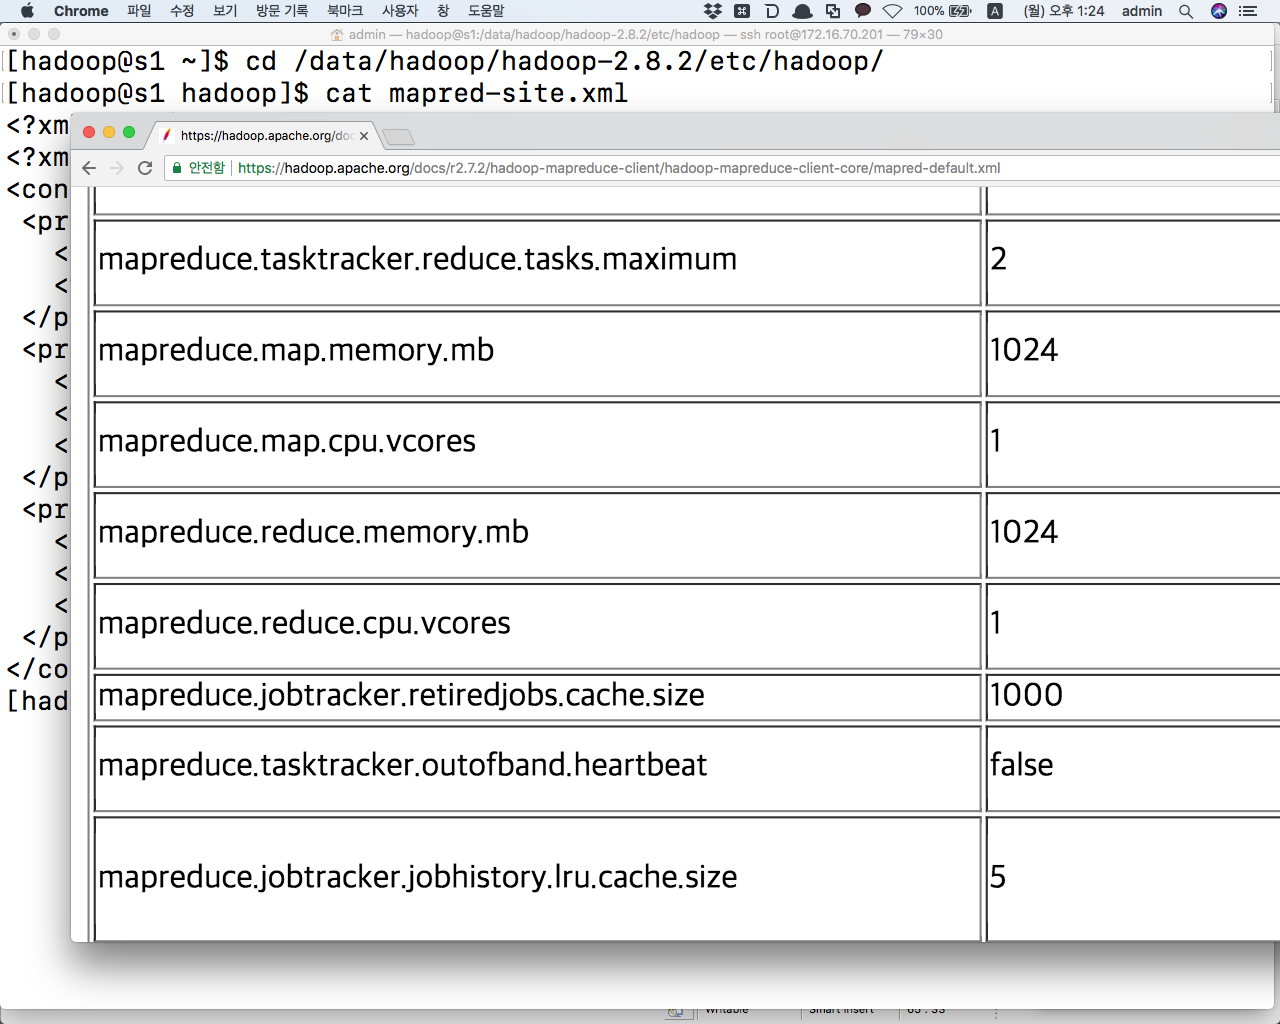 Chrome 파일 수정 보기 방문 기록 북마크 사용자 창 도움말 100% A (월) 오후 1:24 admin
admin — hadoop@s1:/data/hadoop/hadoop-2.8.2/etc/hadoop — ssh root@172.16.70.201 — 79×30
[hadoop@s1 ~]$ cd /data/hadoop/hadoop-2.8.2/etc/hadoop/
[hadoop@s1 hadoop]$ cat mapred-site.xml
<?xm
<?xm
<con
<pr
<
<
</p
<pr
<
<
<
</p
<pr
<
<
<
</p
</co
[had
https://hadoop.apache.org/doc
안전함 https://hadoop.apache.org/docs/r2.7.2/hadoop-mapreduce-client/hadoop-mapreduce-client-core/mapred-default.xml
mapreduce.tasktracker.reduce.tasks.maximum 2
mapreduce.map.memory.mb 1024
mapreduce.map.cpu.vcores 1
mapreduce.reduce.memory.mb 1024
mapreduce.reduce.cpu.vcores 1
mapreduce.jobtracker.retiredjobs.cache.size 1000
mapreduce.tasktracker.outofband.heartbeat false
mapreduce.jobtracker.jobhistory.lru.cache.size 5
Writable Smart Insert